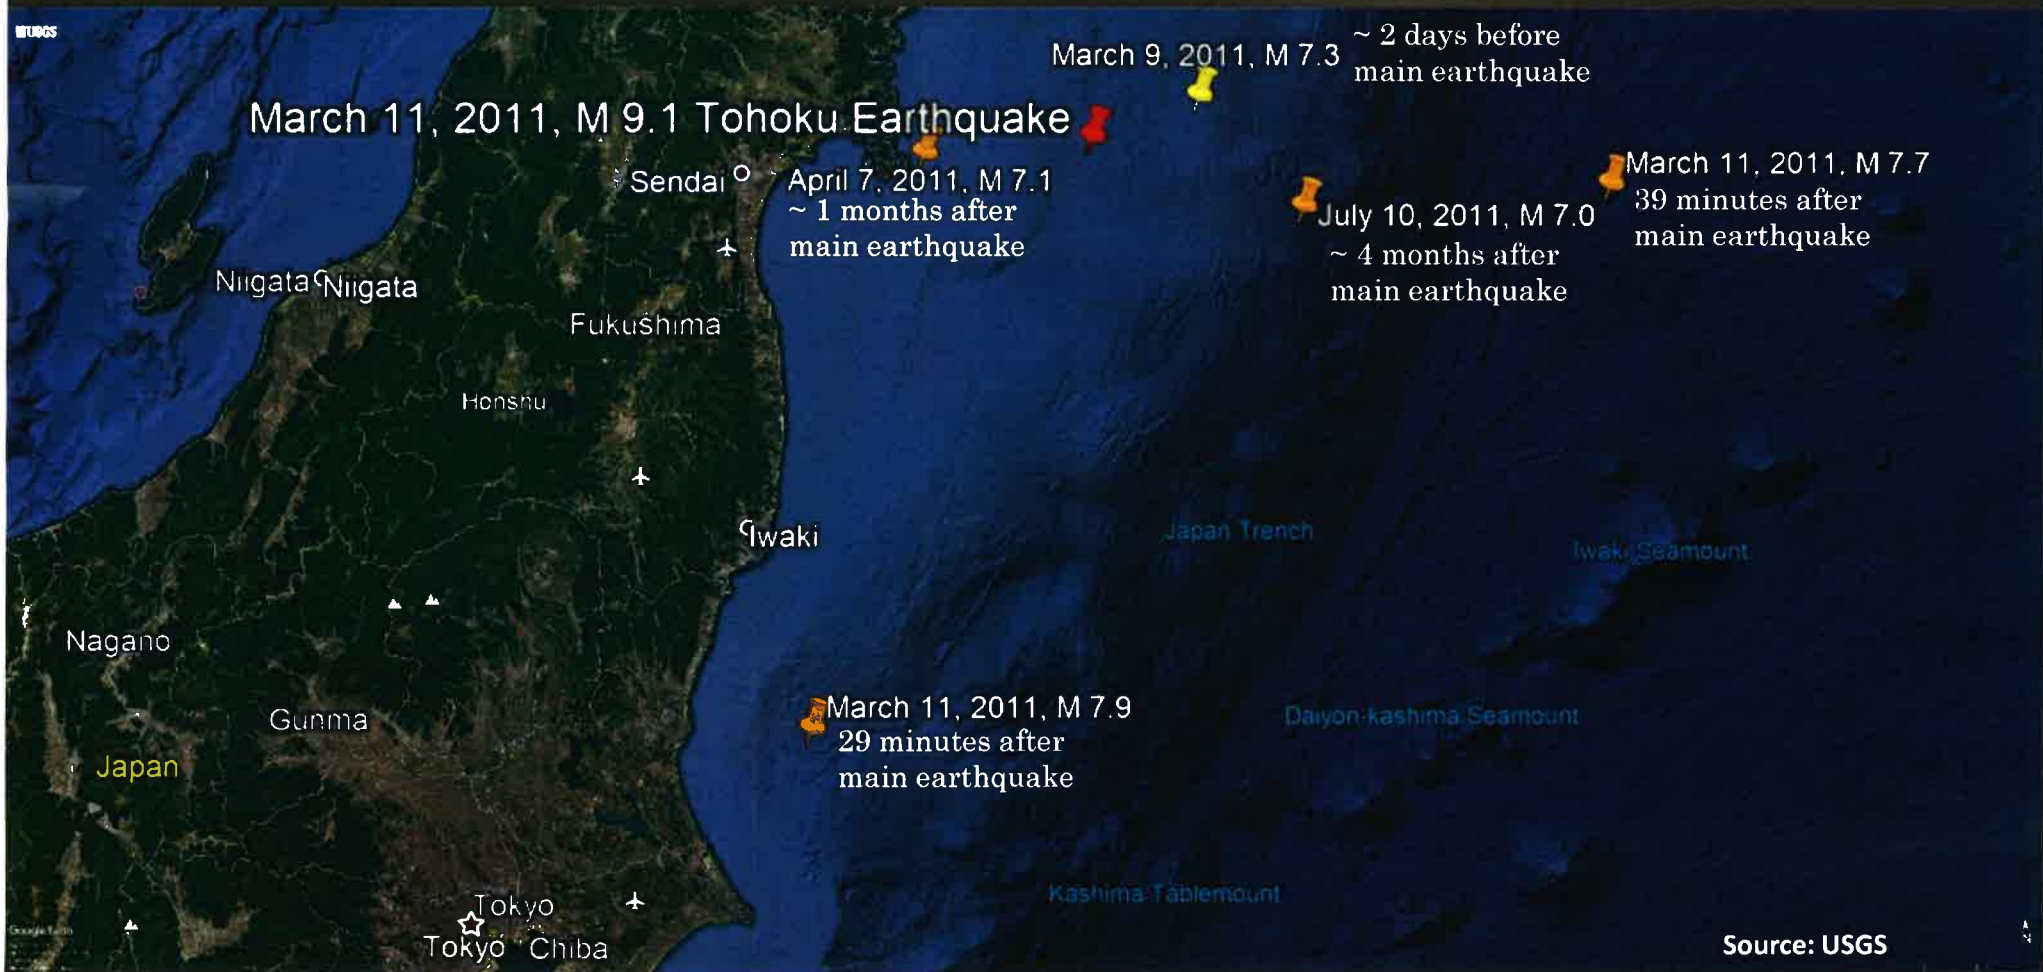 USGS
March 9, 2011, M 7.3
~ 2 days before
main earthquake
March 11, 2011, M 9.1 Tohoku Earthquake
Sendai
April 7, 2011, M 7.1
~ 1 months after
main earthquake
March 11, 2011, M 7.7
39 minutes after
main earthquake
July 10, 2011, M 7.0
~ 4 months after
main earthquake
Niigata Niigata
Fukushima
Honshu
Iwaki
Japan Trench
Iwaki Seamount
Nagano
Gunma
March 11, 2011, M 7.9
29 minutes after
main earthquake
Daiyon-kashima Seamount
Japan
Kashima Tablemount
Tokyo
Tokyo
Chiba
Google Earth
Source: USGS